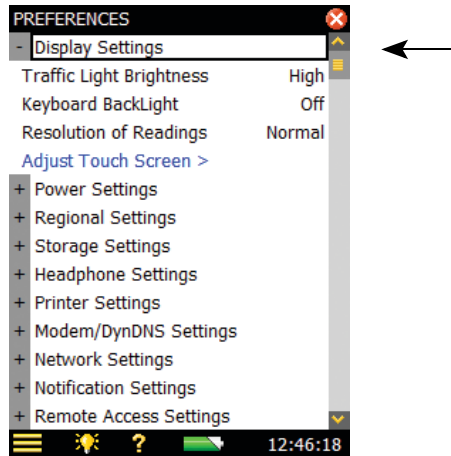 PREFERENCES
- Display Settings
Traffic Light Brightness High
Keyboard BackLight Off
Resolution of Readings Normal
Adjust Touch Screen >
+ Power Settings
+ Regional Settings
+ Storage Settings
+ Headphone Settings
+ Printer Settings
+ Modem/DynDNS Settings
+ Network Settings
+ Notification Settings
+ Remote Access Settings
? 12:46:18